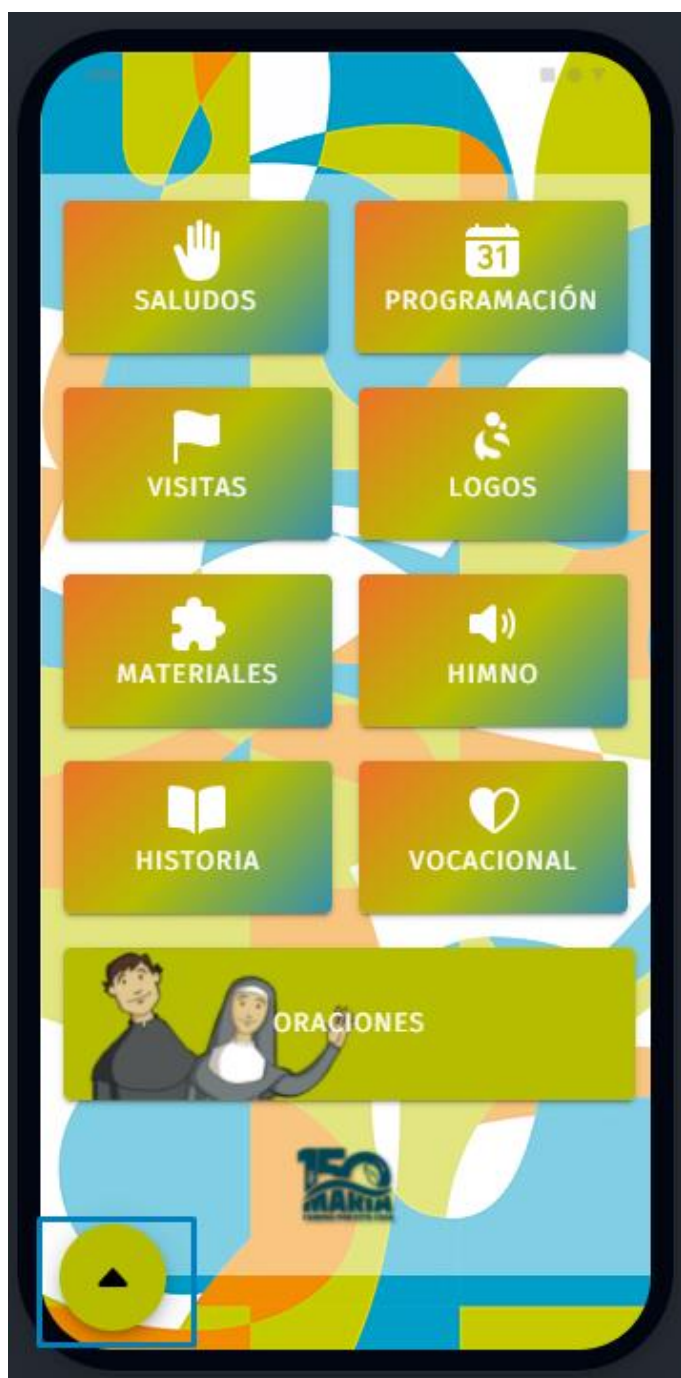 SALUDOS
31
PROGRAMACIÓN
VISITAS
LOGOS
MATERIALES
HIMNO
HISTORIA
VOCACIONAL
ORACIONES
150
MARIA